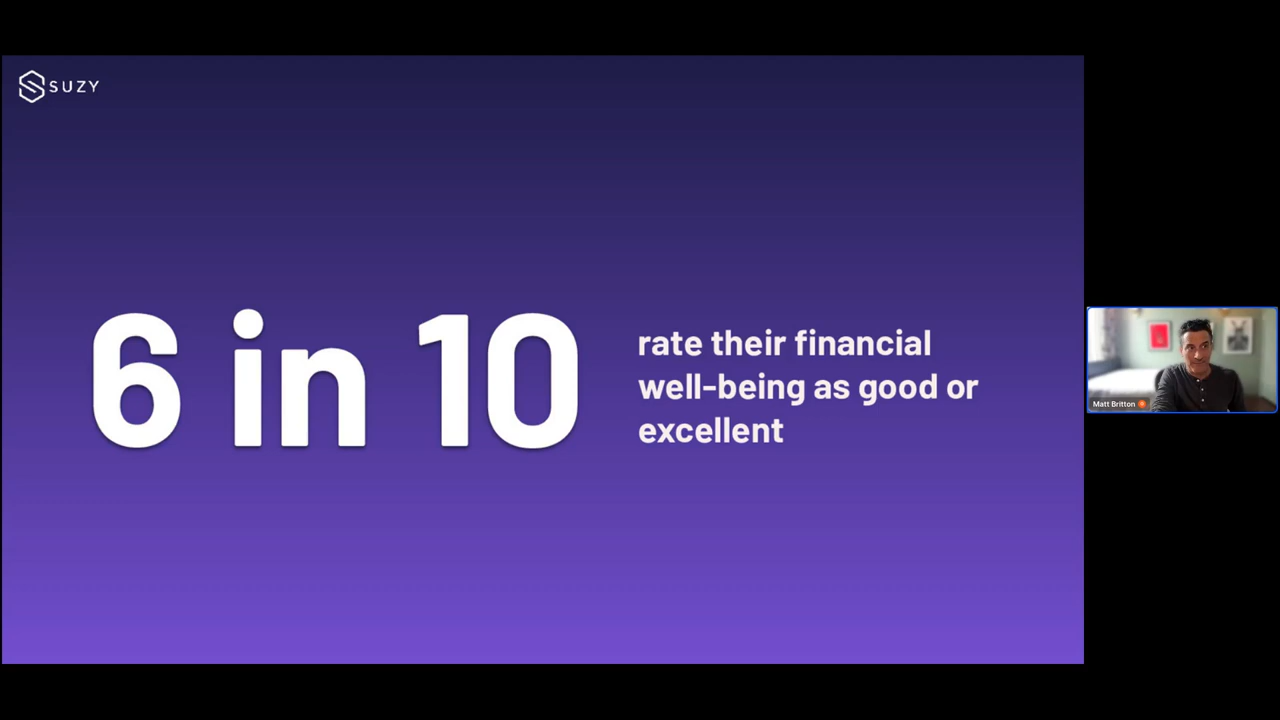 SUZY
6 in 10
rate their financial
well-being as good or
excellent
Matt Britton